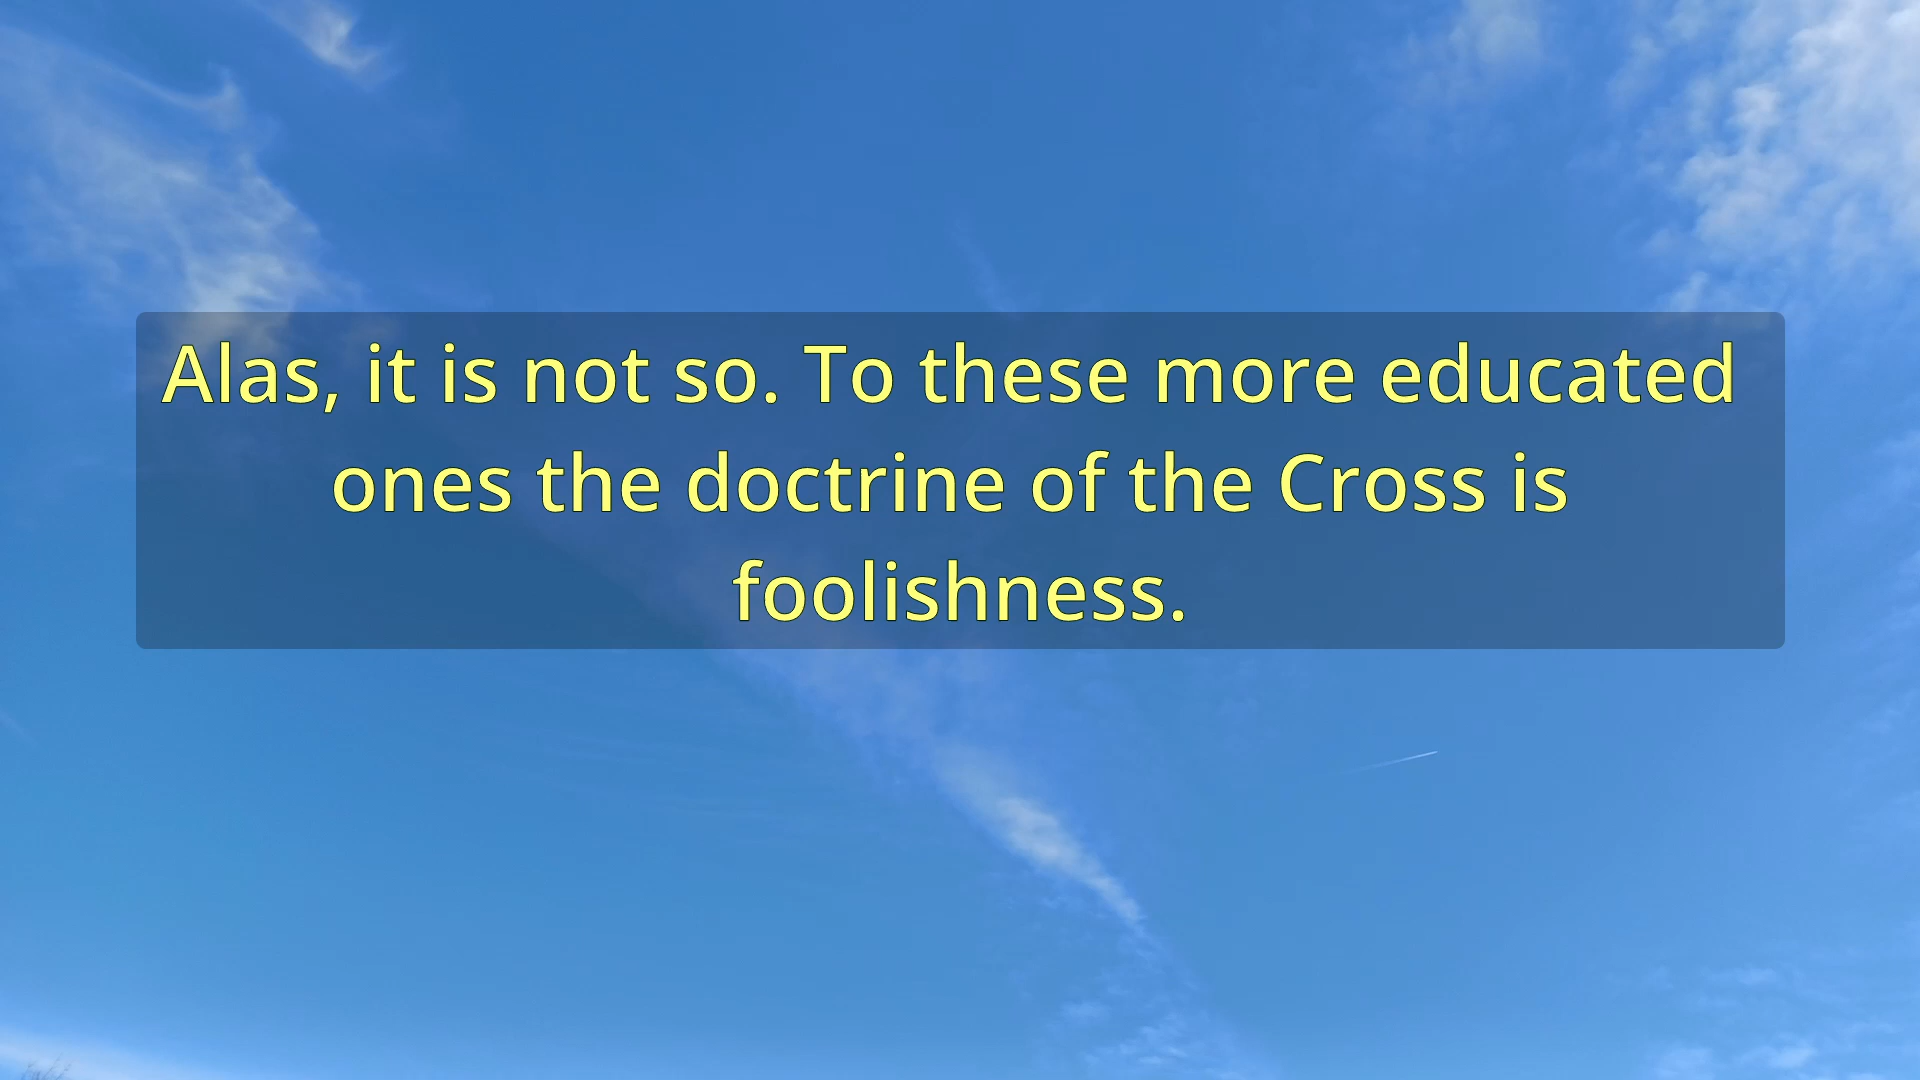 Alas, it is not so. To these more educated
ones the doctrine of the Cross is
foolishness.